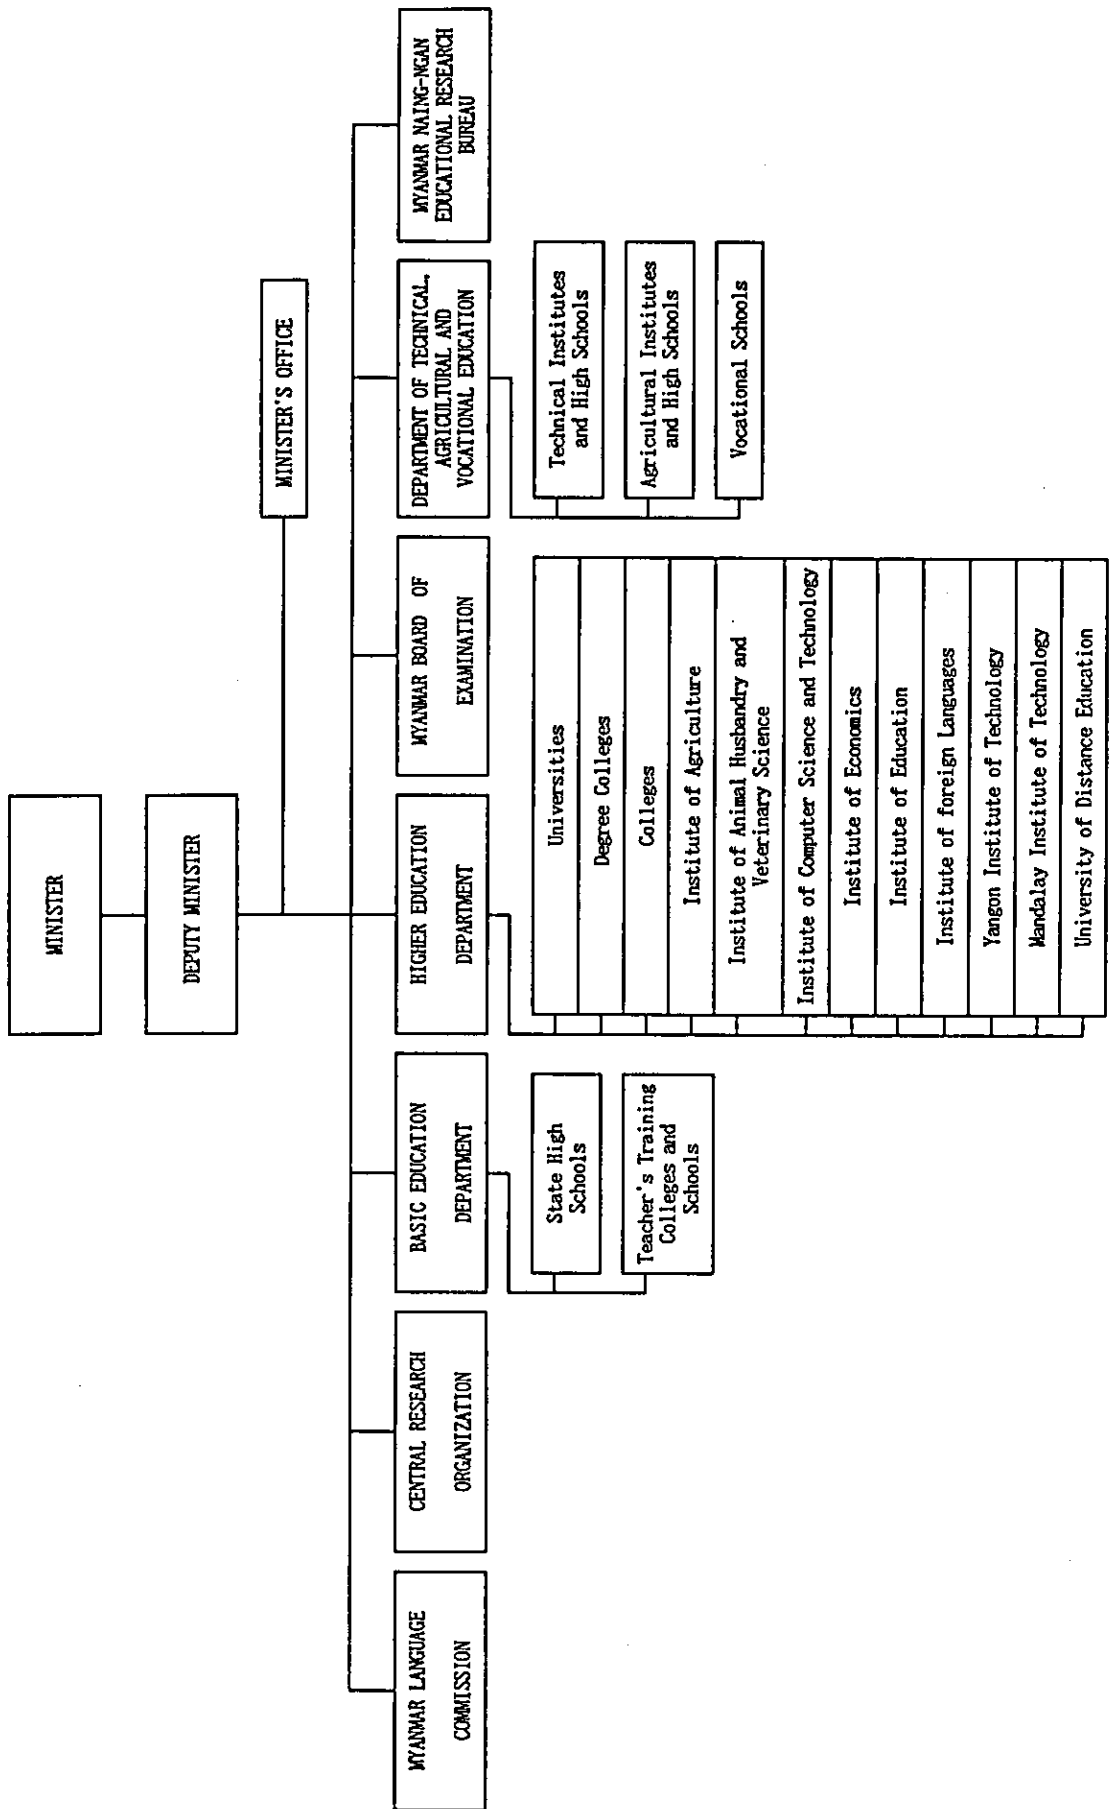 MINISTER
DEPUTY MINISTER
MINISTER'S OFFICE
MYANMAR LANGUAGE
COMMISSION
CENTRAL RESEARCH
ORGANIZATION
BASIC EDUCATION
DEPARTMENT
State High
Schools
Teacher's Training
Colleges and
Schools
HIGHER EDUCATION
DEPARTMENT
Universities
Degree Colleges
Colleges
Institute of Agriculture
Institute of Animal Husbandry and
Veterinary Science
Institute of Computer Science and Technology
Institute of Economics
Institute of Education
Institute of foreign Languages
Yangon Institute of Technology
Mandalay Institute of Technology
University of Distance Education
MYANMAR BOARD OF
EXAMINATION
DEPARTMENT OF TECHNICAL,
AGRICULTURAL AND
VOCATIONAL EDUCATION
Technical Institutes
and High Schools
Agricultural Institutes
and High Schools
Vocational Schools
MYANMAR NAING-NGAN
EDUCATIONAL RESEARCH
BUREAU